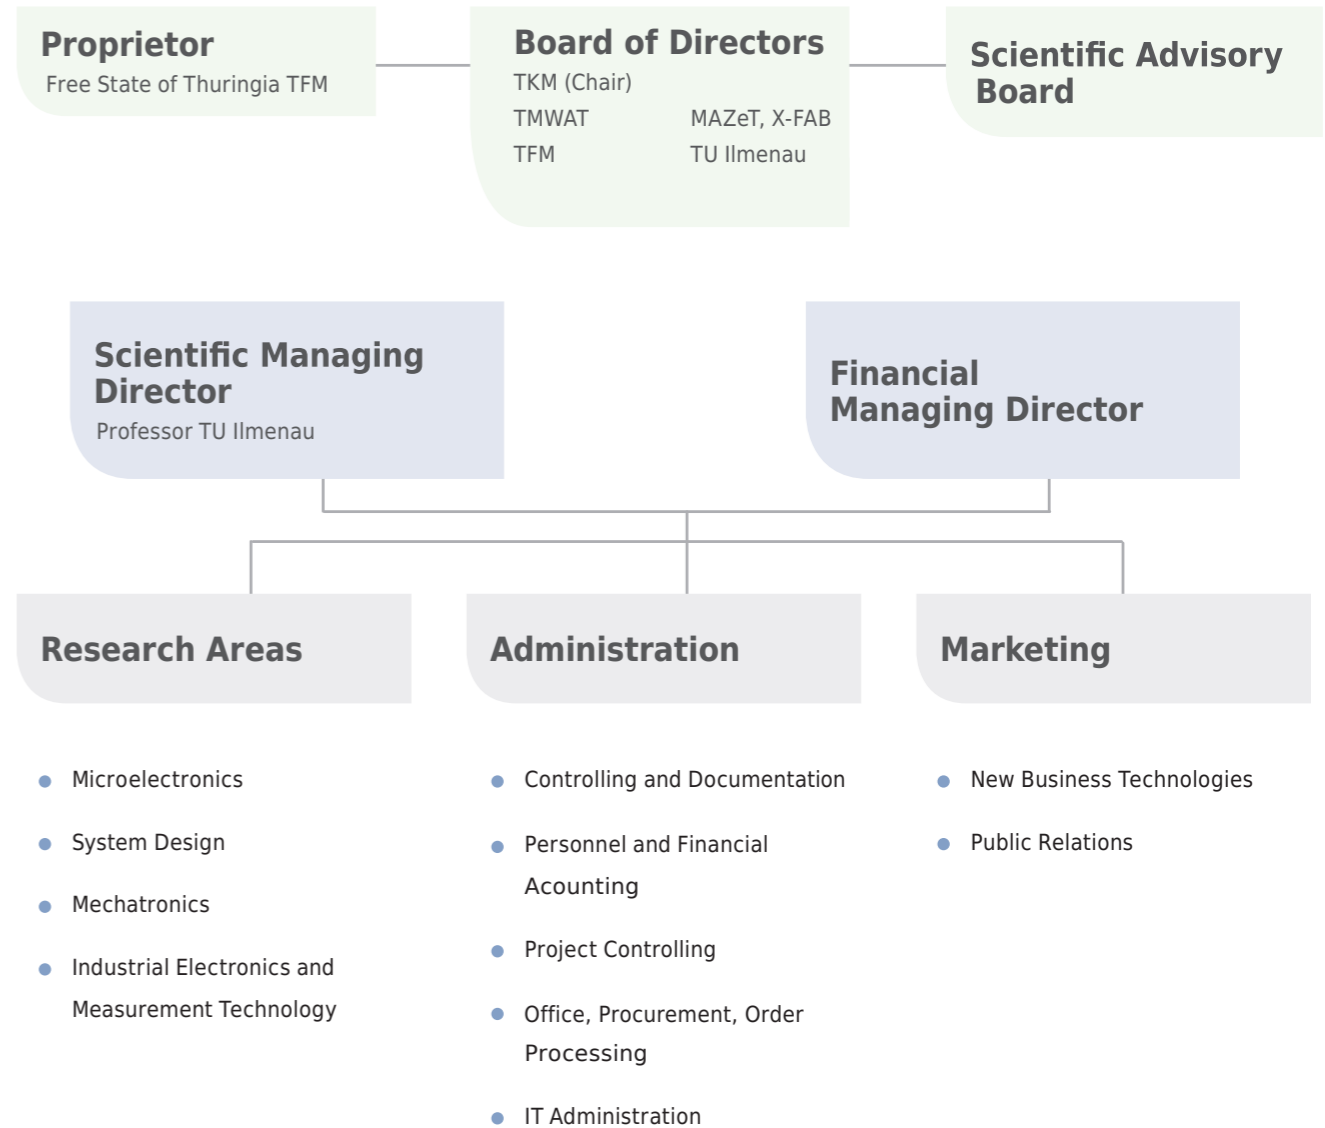 Proprietor
Free State of Thuringia TFM
Board of Directors
TKM (Chair)
TMWAT MAZeT, X-FAB
TFM TU Ilmenau
Scientific Advisory
Board
Scientific Managing
Director
Professor TU Ilmenau
Financial
Managing Director
Research Areas
Microelectronics
System Design
Mechatronics
Industrial Electronics and
Measurement Technology
Administration
Controlling and Documentation
Personnel and Financial
Acounting
Project Controlling
Office, Procurement, Order
Processing
IT Administration
Marketing
New Business Technologies
Public Relations